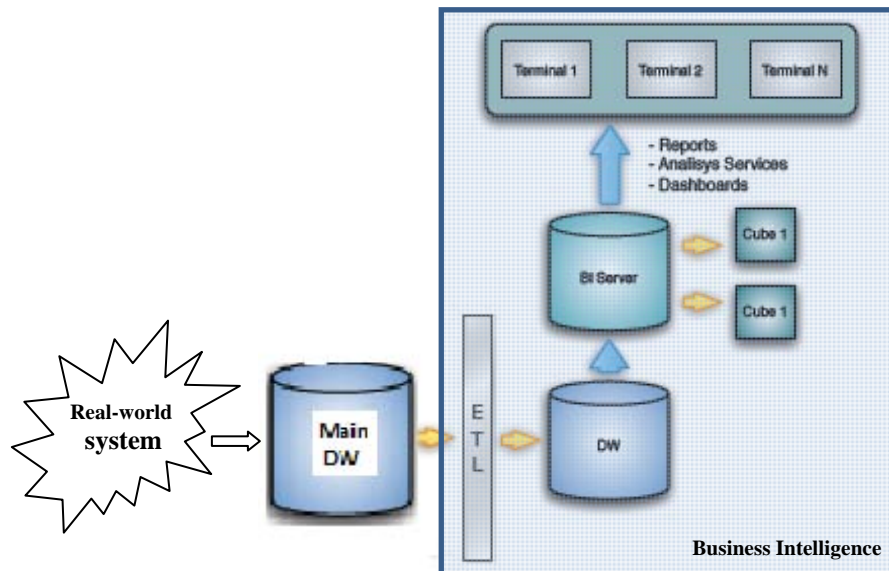 Terminal 1
Terminal 2
Terminal N
- Reports
- Analisys Services
- Dashboards
Cube 1
BI Server
Cube 1
Real-world
system
Main
DW
E
T
L
DW
Business Intelligence